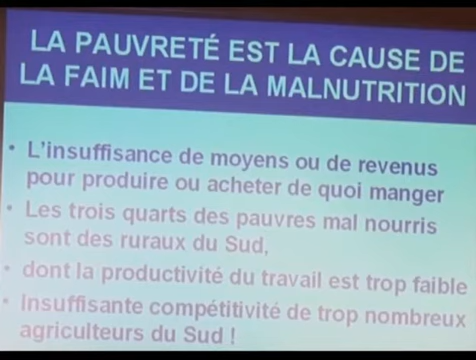 LA PAUVRETÉ EST LA CAUSE DE
LA FAIM ET DE LA MALNUTRITION
• L'insuffisance de moyens ou de revenus
pour produire ou acheter de quoi manger
• Les trois quarts des pauvres mal nourris
sont des ruraux du Sud,
• dont la productivité du travail est trop faible
• Insuffisante compétitivité de trop nombreux
agriculteurs du Sud !